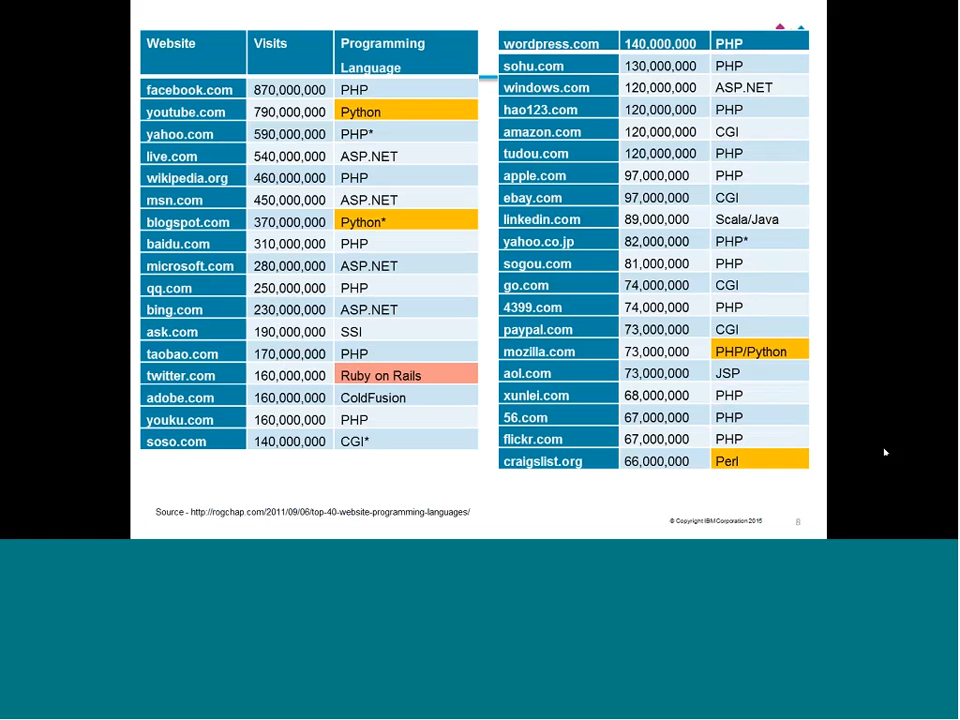 Website Visits Programming Language
facebook.com 870,000,000 PHP
youtube.com 790,000,000 Python
yahoo.com 590,000,000 PHP*
live.com 540,000,000 ASP.NET
wikipedia.org 460,000,000 PHP
msn.com 450,000,000 ASP.NET
blogspot.com 370,000,000 Python*
baidu.com 310,000,000 PHP
microsoft.com 280,000,000 ASP.NET
qq.com 250,000,000 PHP
bing.com 230,000,000 ASP.NET
ask.com 190,000,000 SSI
taobao.com 170,000,000 PHP
twitter.com 160,000,000 Ruby on Rails
adobe.com 160,000,000 ColdFusion
youku.com 160,000,000 PHP
soso.com 140,000,000 CGI*
wordpress.com 140,000,000 PHP
sohu.com 130,000,000 PHP
windows.com 120,000,000 ASP.NET
hao123.com 120,000,000 PHP
amazon.com 120,000,000 CGI
tudou.com 120,000,000 PHP
apple.com 97,000,000 PHP
ebay.com 97,000,000 CGI
linkedin.com 89,000,000 Scala/Java
yahoo.co.jp 82,000,000 PHP*
sogou.com 81,000,000 PHP
go.com 74,000,000 CGI
4399.com 74,000,000 PHP
paypal.com 73,000,000 CGI
mozilla.com 73,000,000 PHP/Python
aol.com 73,000,000 JSP
xunlei.com 68,000,000 PHP
56.com 67,000,000 PHP
flickr.com 67,000,000 PHP
craigslist.org 66,000,000 Perl
Source - http://rogchap.com/2011/09/06/top-40-website-programming-languages/
© Copyright IBM Corporation 2015 8